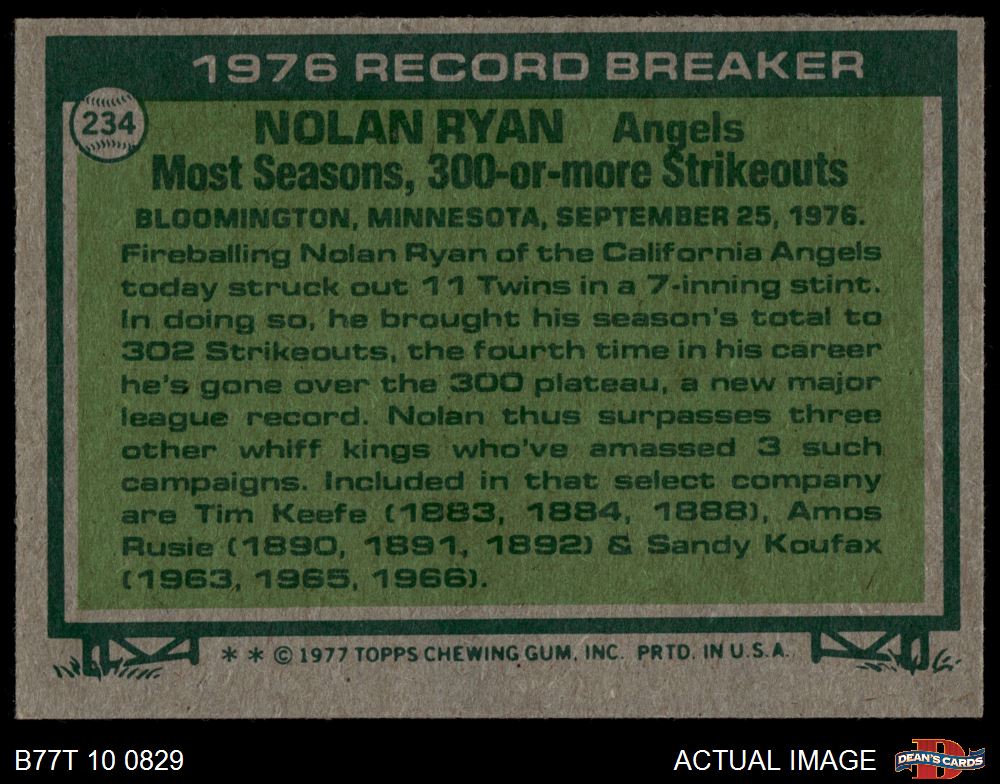 1976 RECORD BREAKER
234
NOLAN RYAN Angels
Most Seasons, 300-or-more Strikeouts
BLOOMINGTON, MINNESOTA, SEPTEMBER 25, 1976.
Fireballing Nolan Ryan of the California Angels
today struck out 11 Twins in a 7-inning stint.
In doing so, he brought his season's total to
302 Strikeouts, the fourth time in his career
he's gone over the 300 plateau, a new major
league record. Nolan thus surpasses three
other whiff kings who've amassed 3 such
campaigns. Included in that select company
are Tim Keefe (1883, 1884, 1888), Amos
Rusie (1890, 1891, 1892) & Sandy Koufax
(1963, 1965, 1966).
* * © 1977 TOPPS CHEWING GUM, INC. PRTD. IN U.S.A.
B77T 10 0829
ACTUAL IMAGE
D
DEAN'S CARDS